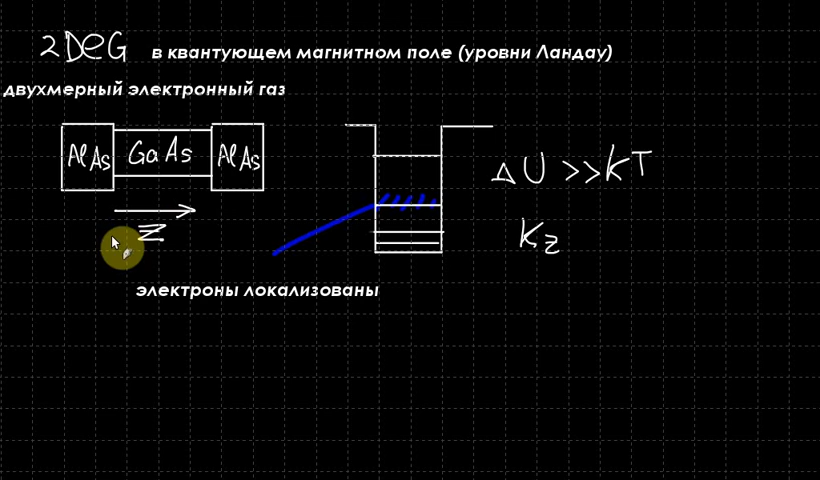 2DeG в квантующем магнитном поле (уровни Ландау)
двухмерный электронный газ
AlAs GaAs AlAs
ΔU >> kT
z
kz
электроны локализованы